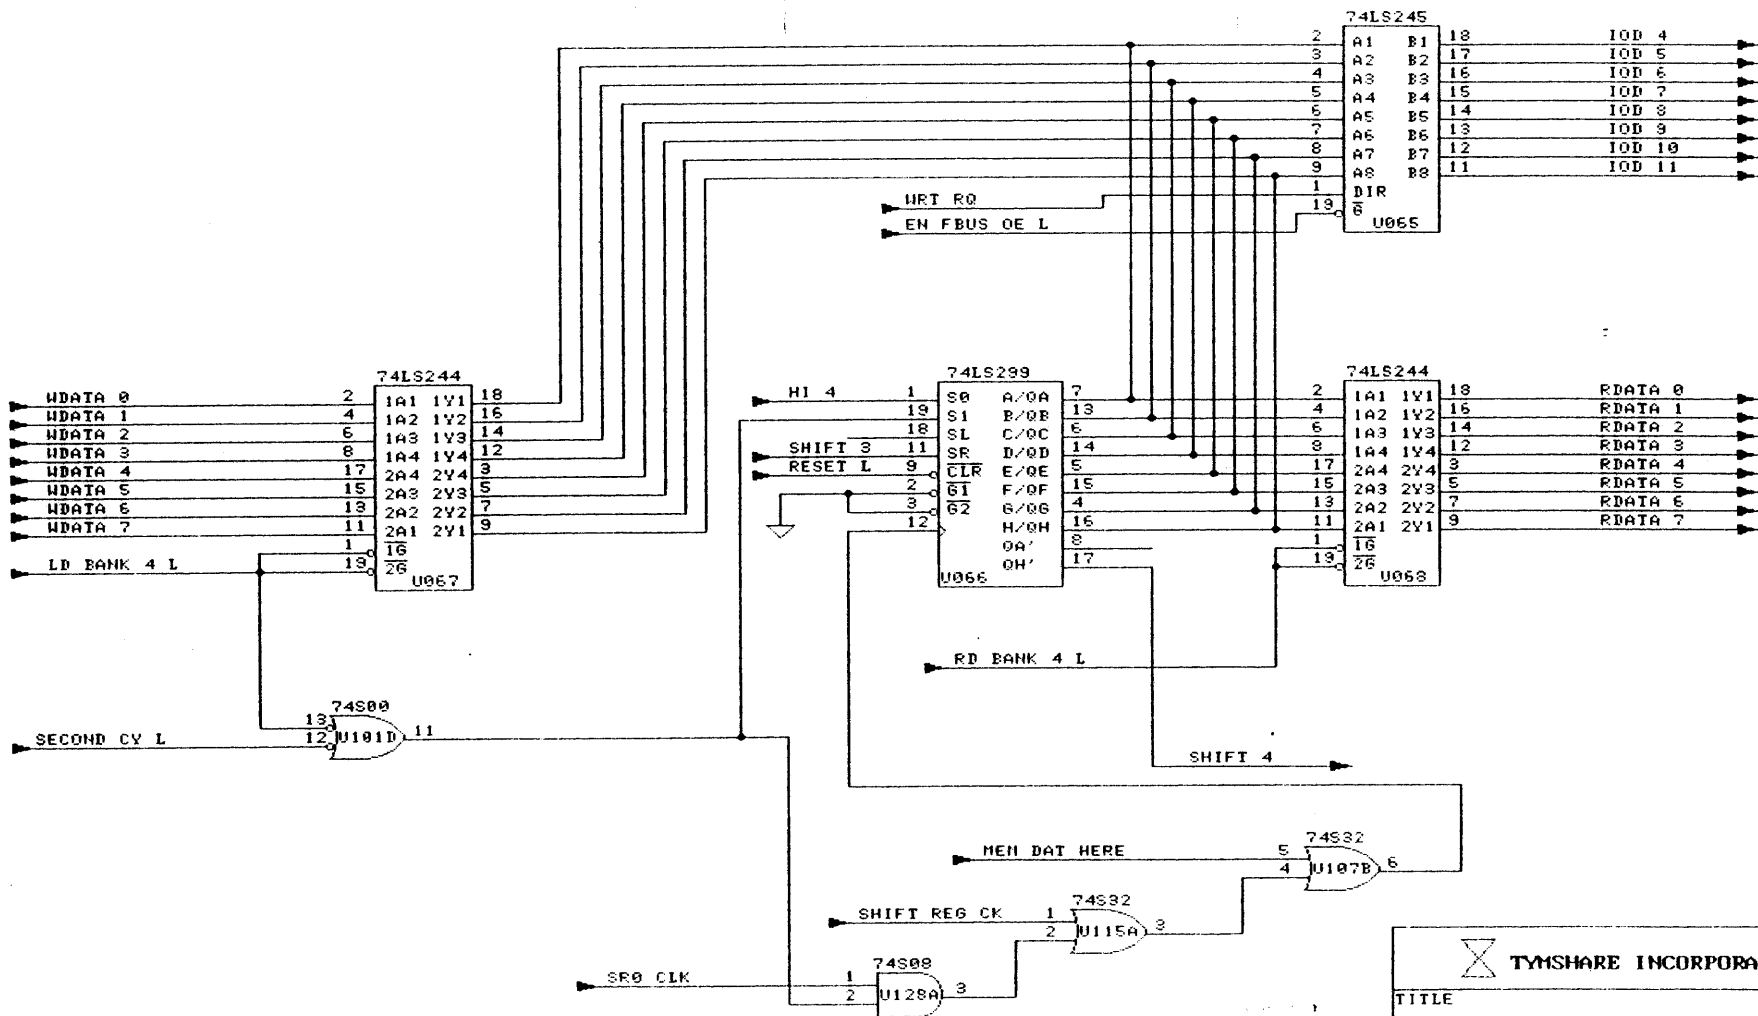 74LS245
2 A1 B1 18 IOD 4
3 A2 B2 17 IOD 5
4 A3 B3 16 IOD 6
5 A4 B4 15 IOD 7
6 A5 B5 14 IOD 8
7 A6 B6 13 IOD 9
8 A7 B7 12 IOD 10
9 A8 B8 11 IOD 11
WRT RQ 1 DIR
EN FBUS OE L 19 G
U065
74LS244
WDATA 0 2 1A1 1Y1 18
WDATA 1 4 1A2 1Y2 16
WDATA 2 6 1A3 1Y3 14
WDATA 3 8 1A4 1Y4 12
WDATA 4 17 2A4 2Y4 3
WDATA 5 15 2A3 2Y3 5
WDATA 6 13 2A2 2Y2 7
WDATA 7 11 2A1 2Y1 9
1 1G
LD BANK 4 L 19 2G
U067
74LS299
HI 4 1 S0 A/QA 7
19 S1 B/QB 13
18 SL C/QC 6
SHIFT 3 11 SR D/QD 14
RESET L 9 CLR E/QE 5
2 G1 F/QF 15
3 G2 G/QG 4
12 H/QH 16
QA' 8
QH' 17
U066
74LS244
2 1A1 1Y1 18 RDATA 0
4 1A2 1Y2 16 RDATA 1
6 1A3 1Y3 14 RDATA 2
8 1A4 1Y4 12 RDATA 3
17 2A4 2Y4 3 RDATA 4
15 2A3 2Y3 5 RDATA 5
13 2A2 2Y2 7 RDATA 6
11 2A1 2Y1 9 RDATA 7
1 1G
19 2G
U068
RD BANK 4 L
74S00
13
SECOND CY L 12 U101D 11
SHIFT 4
74S32
MEM DAT HERE 5
4 U107B 6
74S32
SHIFT REG CK 1
2 U115A 3
74S08
SR0 CLK 1
2 U128A 3
TYMSHARE INCORPORA
TITLE